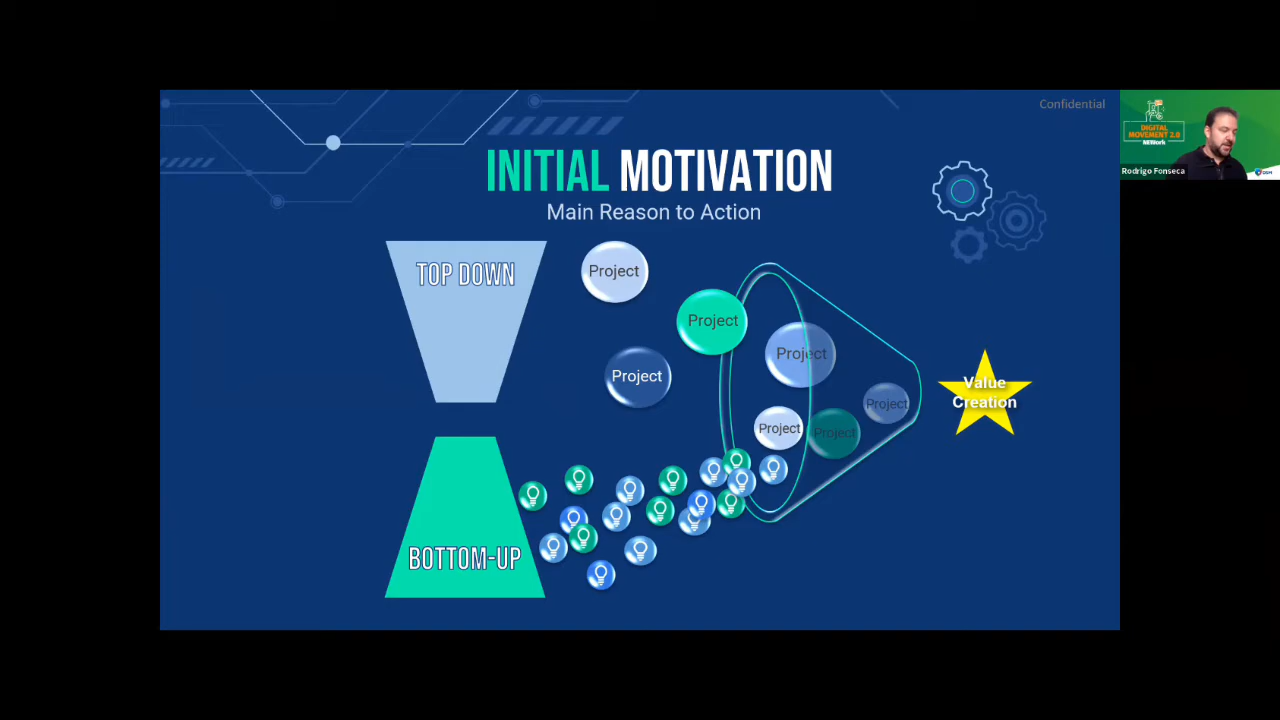 Confidential
INITIAL MOTIVATION
Main Reason to Action
TOP DOWN
Project
Project
Project
Project
Project
Project
Project
Value
Creation
BOTTOM-UP
DIGITAL
MOVEMENT 2.0
Rodrigo Fonseca